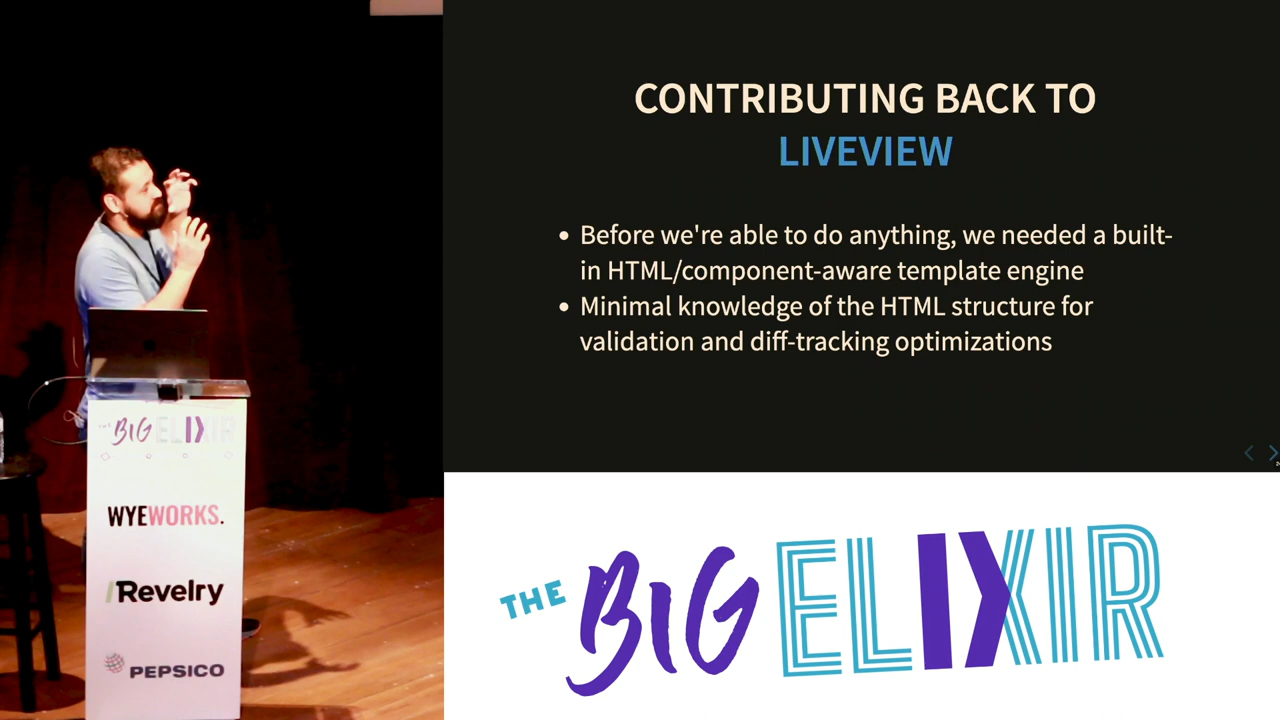 CONTRIBUTING BACK TO
LIVEVIEW
• Before we're able to do anything, we needed a built-
in HTML/component-aware template engine
• Minimal knowledge of the HTML structure for
validation and diff-tracking optimizations
THE BIG ELIXIR
WYEWORKS.
Revelry
PEPSICO
THE BIG ELIXIR